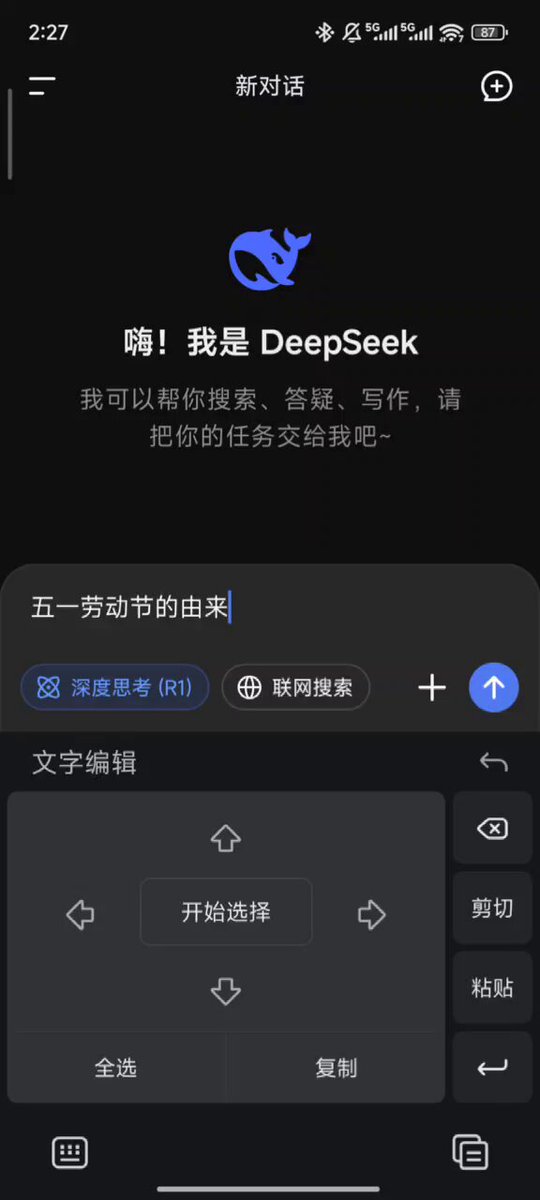 2:27
5G 5G 7 87
新对话
嗨！我是 DeepSeek
我可以帮你搜索、答疑、写作，请
把你的任务交给我吧~
五一劳动节的由来
深度思考 (R1) 联网搜索
文字编辑
开始选择
剪切
粘贴
全选 复制